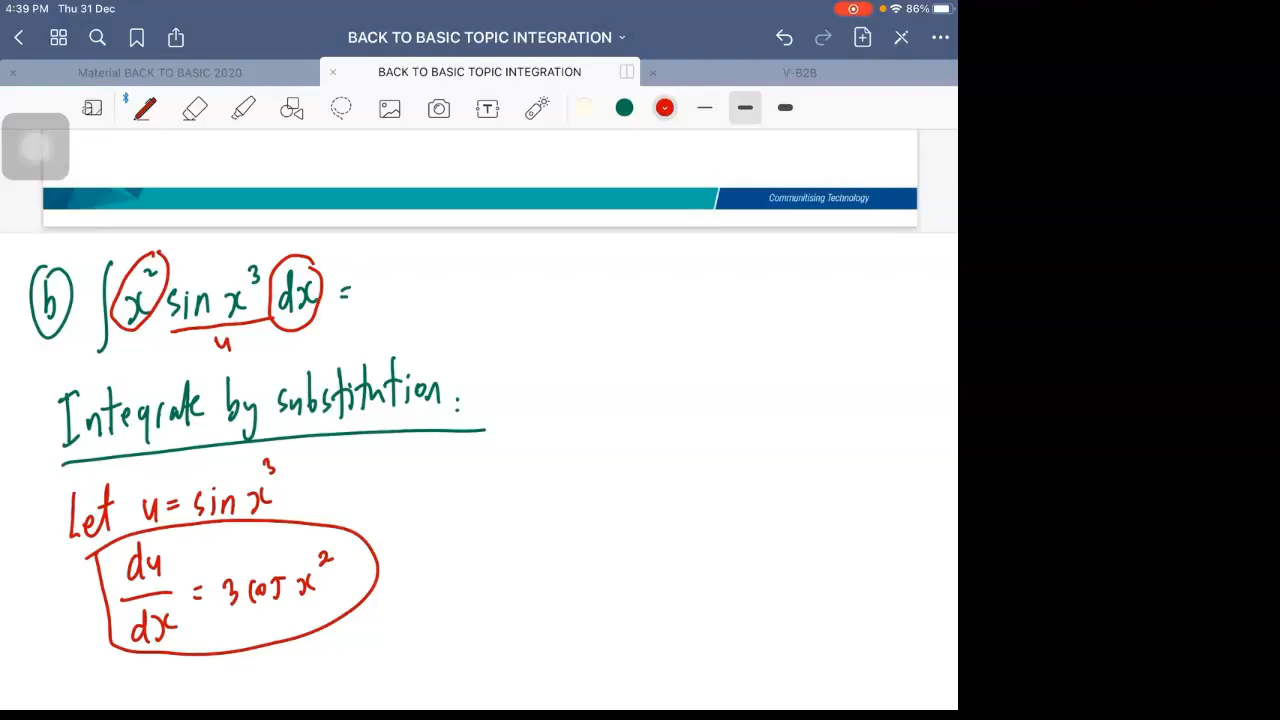 4:39 PM Thu 31 Dec
86%
BACK TO BASIC TOPIC INTEGRATION
Material BACK TO BASIC 2020
BACK TO BASIC TOPIC INTEGRATION
V-B2B
T
Communitising Technology
b ∫ x² sin x³ dx =
u
Integrate by substitution :
Let u = sin x³
du/dx = 3 cos x²